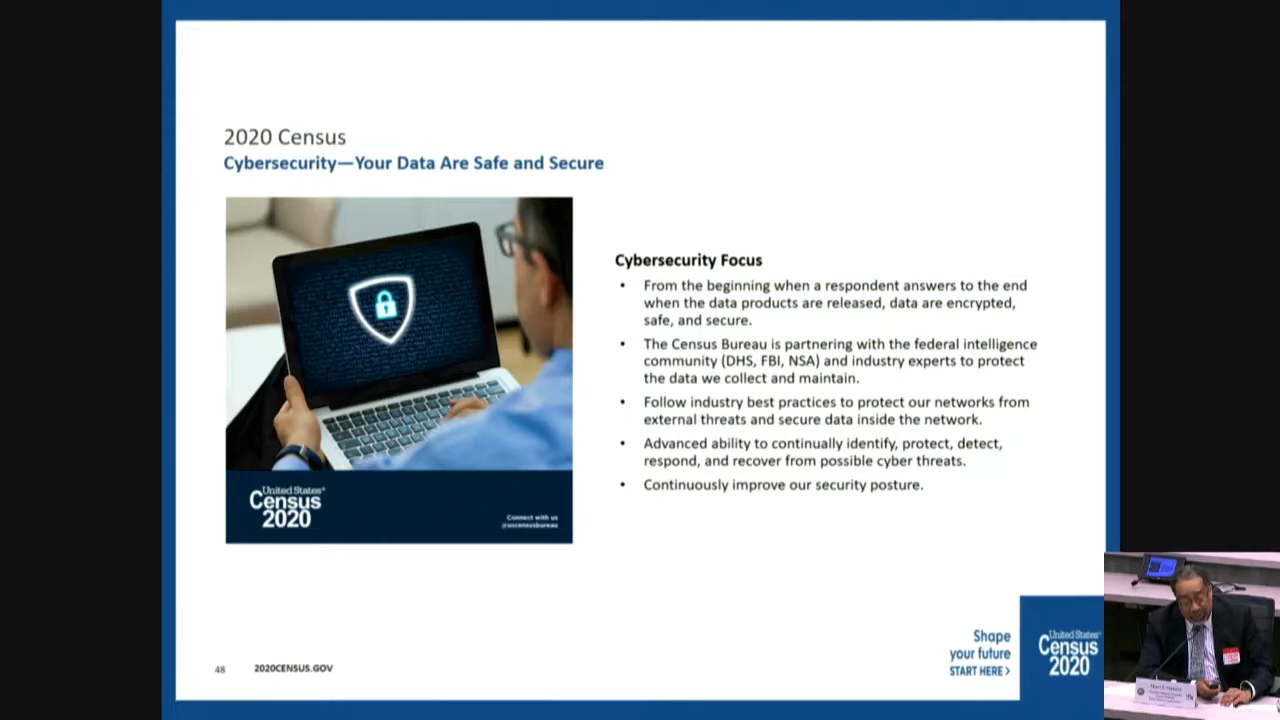 2020 Census
Cybersecurity—Your Data Are Safe and Secure
Cybersecurity Focus
• From the beginning when a respondent answers to the end
when the data products are released, data are encrypted,
safe, and secure.
• The Census Bureau is partnering with the federal intelligence
community (DHS, FBI, NSA) and industry experts to protect
the data we collect and maintain.
• Follow industry best practices to protect our networks from
external threats and secure data inside the network.
• Advanced ability to continually identify, protect, detect,
respond, and recover from possible cyber threats.
• Continuously improve our security posture.
United States®
Census
2020
Connect with us
@uscensusbureau
Shape
your future
START HERE >
United States®
Census
2020
48
2020CENSUS.GOV